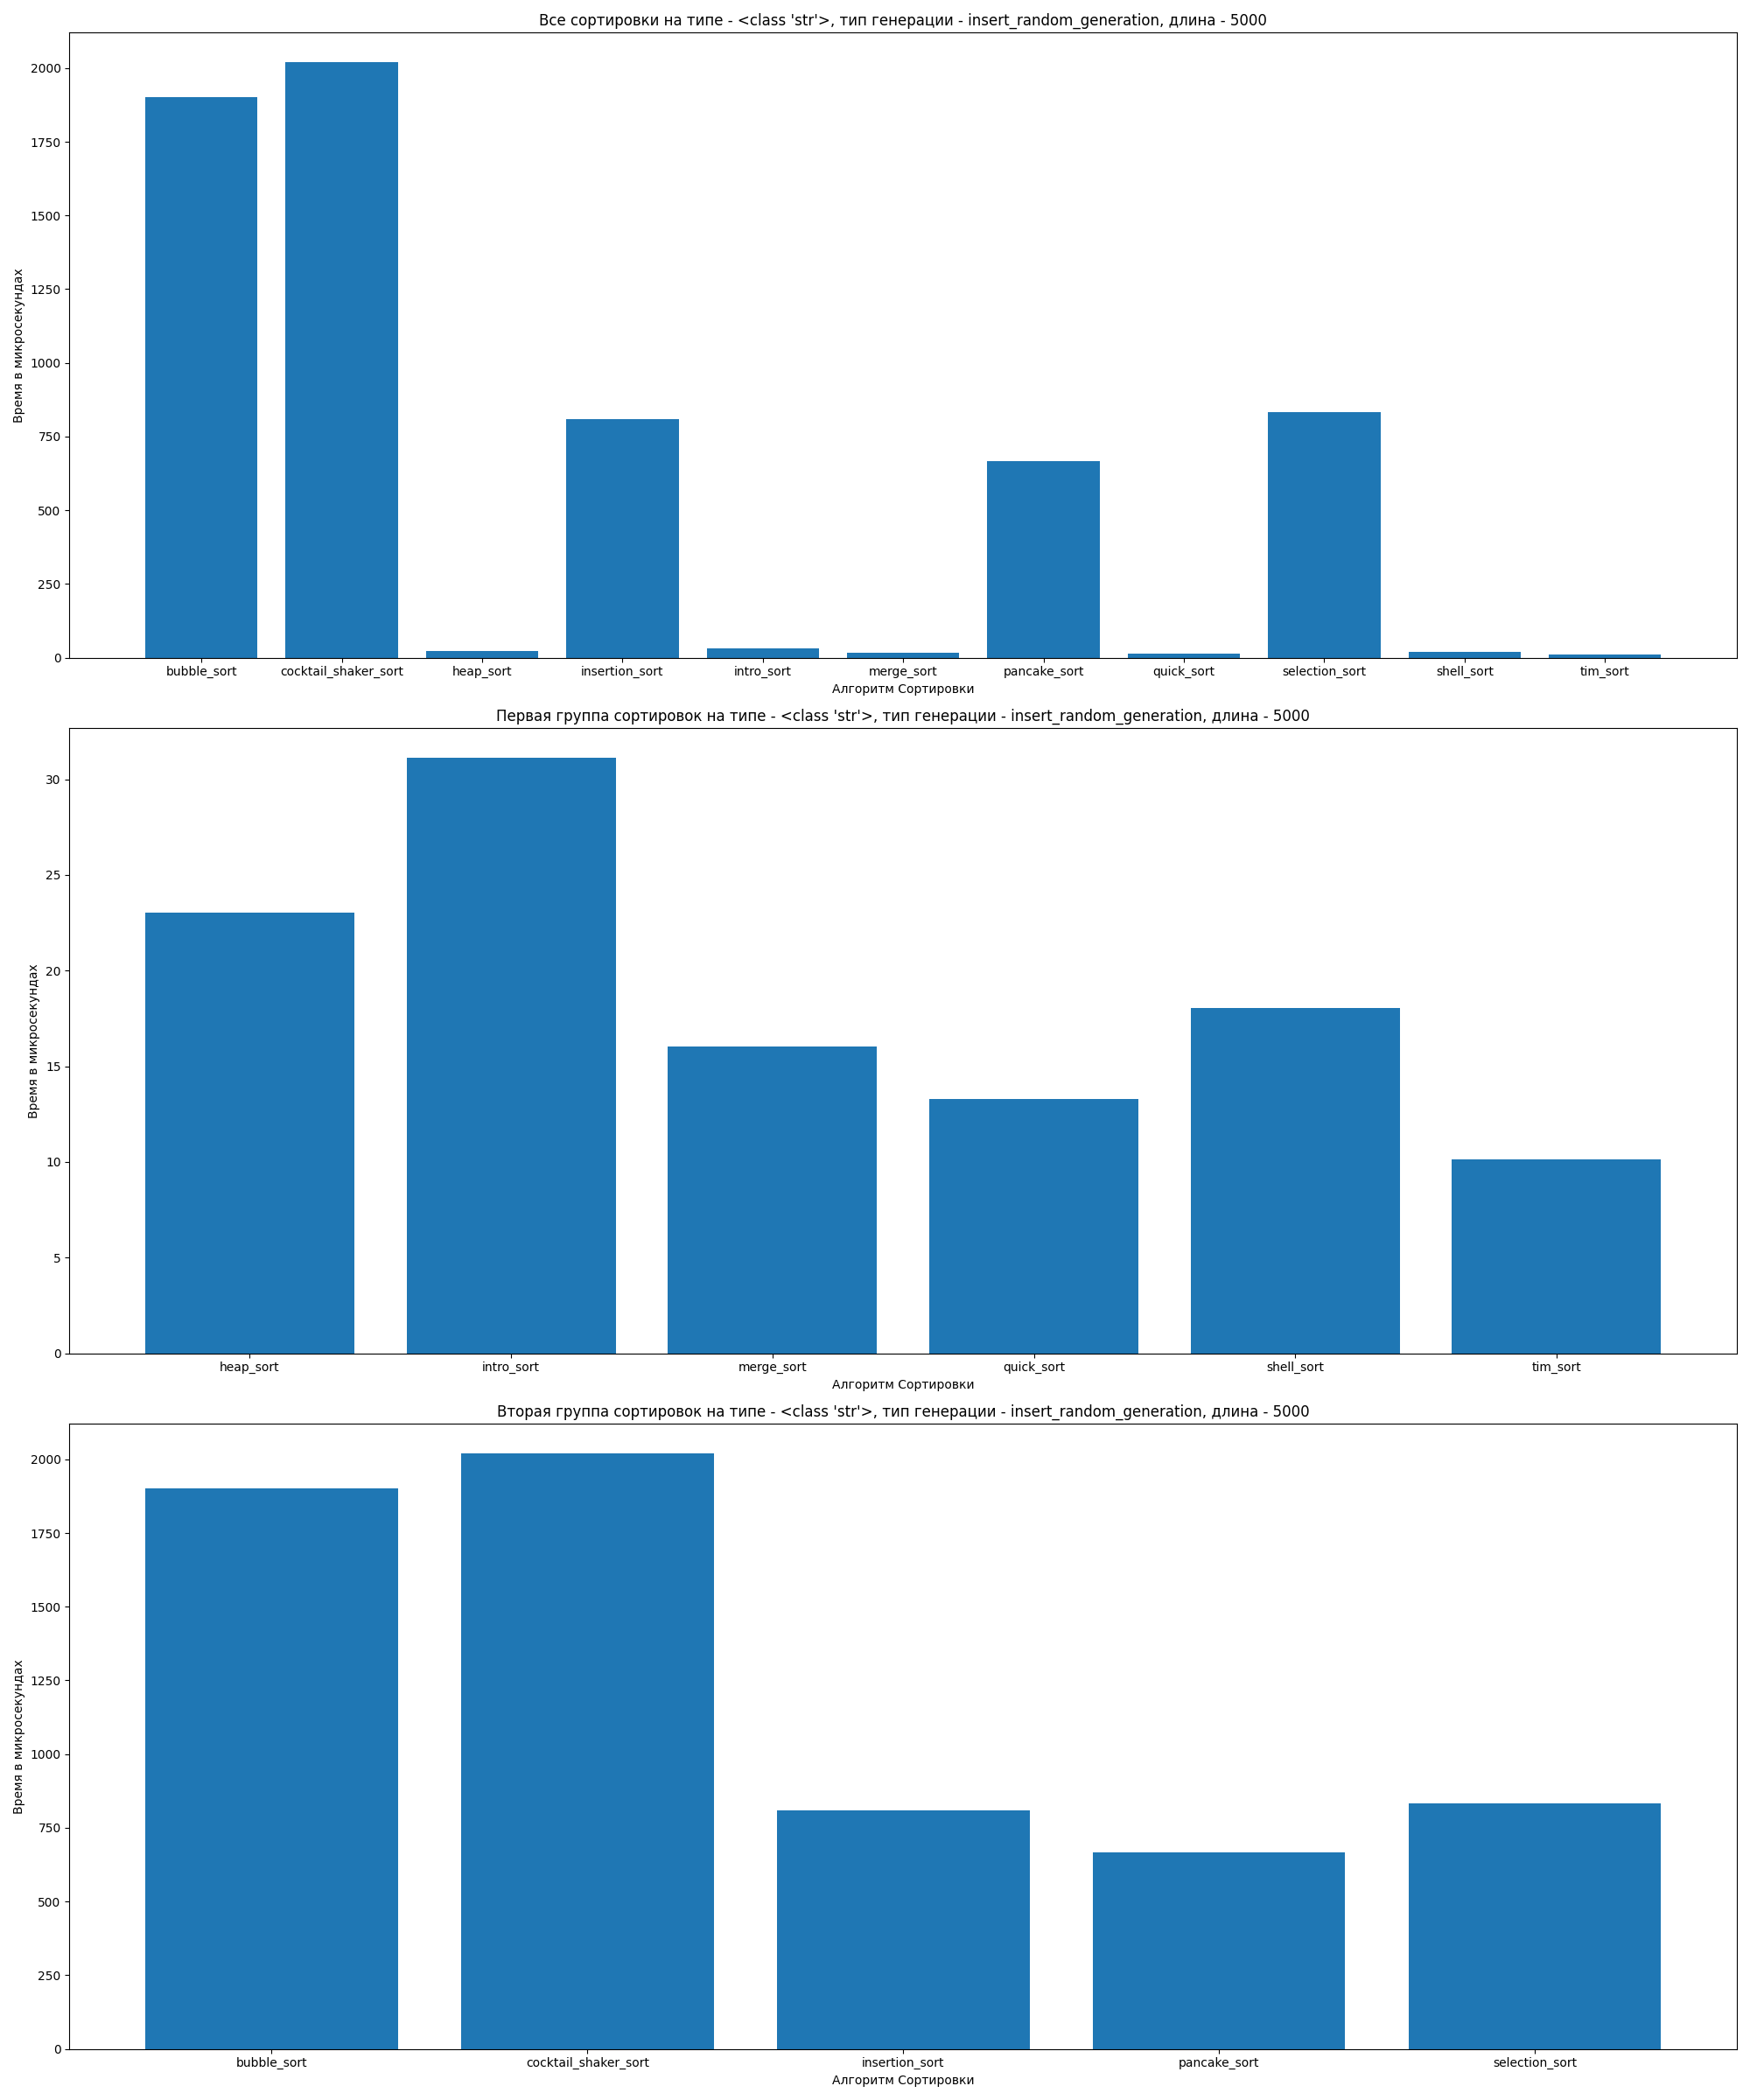 Все сортировки на типе - <class 'str'>, тип генерации - insert_random_generation, длина - 5000
Время в микросекундах
2000
1750
1500
1250
1000
750
500
250
0
bubble_sort cocktail_shaker_sort heap_sort insertion_sort intro_sort merge_sort pancake_sort quick_sort selection_sort shell_sort tim_sort
Алгоритм Сортировки
Первая группа сортировок на типе - <class 'str'>, тип генерации - insert_random_generation, длина - 5000
Время в микросекундах
30
25
20
15
10
5
0
heap_sort intro_sort merge_sort quick_sort shell_sort tim_sort
Алгоритм Сортировки
Вторая группа сортировок на типе - <class 'str'>, тип генерации - insert_random_generation, длина - 5000
Время в микросекундах
2000
1750
1500
1250
1000
750
500
250
0
bubble_sort cocktail_shaker_sort insertion_sort pancake_sort selection_sort
Алгоритм Сортировки